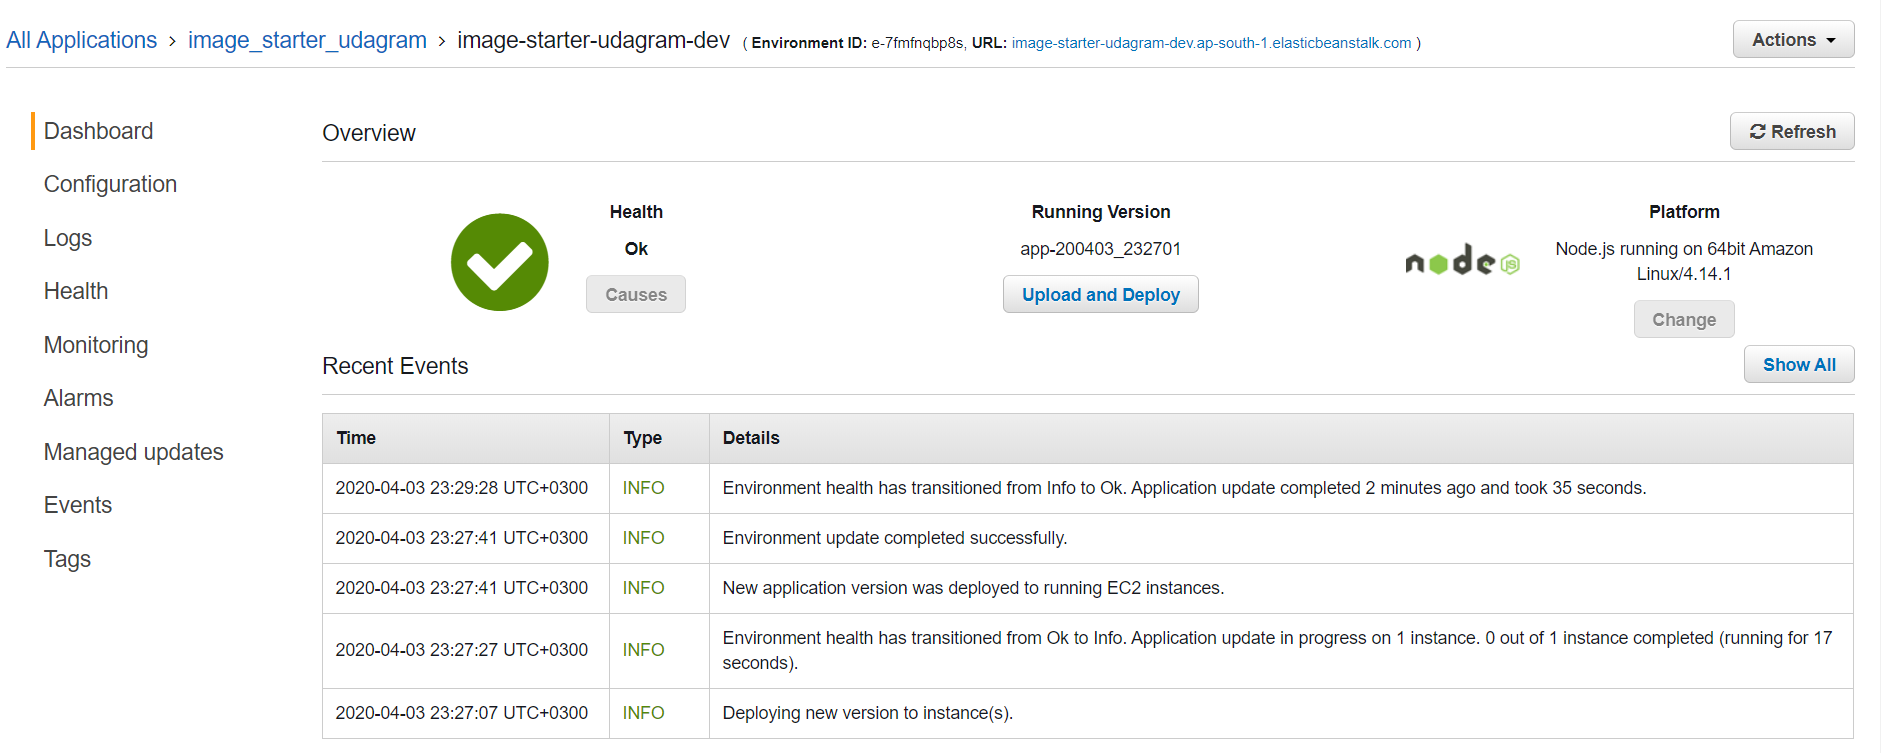 All Applications › image_starter_udagram › image-starter-udagram-dev ( Environment ID: e-7fmfnqbp8s, URL: image-starter-udagram-dev.ap-south-1.elasticbeanstalk.com )
Actions
Dashboard
Configuration
Logs
Health
Monitoring
Alarms
Managed updates
Events
Tags
Overview
Refresh
Health
Ok
Causes
Running Version
app-200403_232701
Upload and Deploy
node JS
Platform
Node.js running on 64bit Amazon
Linux/4.14.1
Change
Recent Events
Show All
Time Type Details
2020-04-03 23:29:28 UTC+0300 INFO Environment health has transitioned from Info to Ok. Application update completed 2 minutes ago and took 35 seconds.
2020-04-03 23:27:41 UTC+0300 INFO Environment update completed successfully.
2020-04-03 23:27:41 UTC+0300 INFO New application version was deployed to running EC2 instances.
2020-04-03 23:27:27 UTC+0300 INFO Environment health has transitioned from Ok to Info. Application update in progress on 1 instance. 0 out of 1 instance completed (running for 17
seconds).
2020-04-03 23:27:07 UTC+0300 INFO Deploying new version to instance(s).